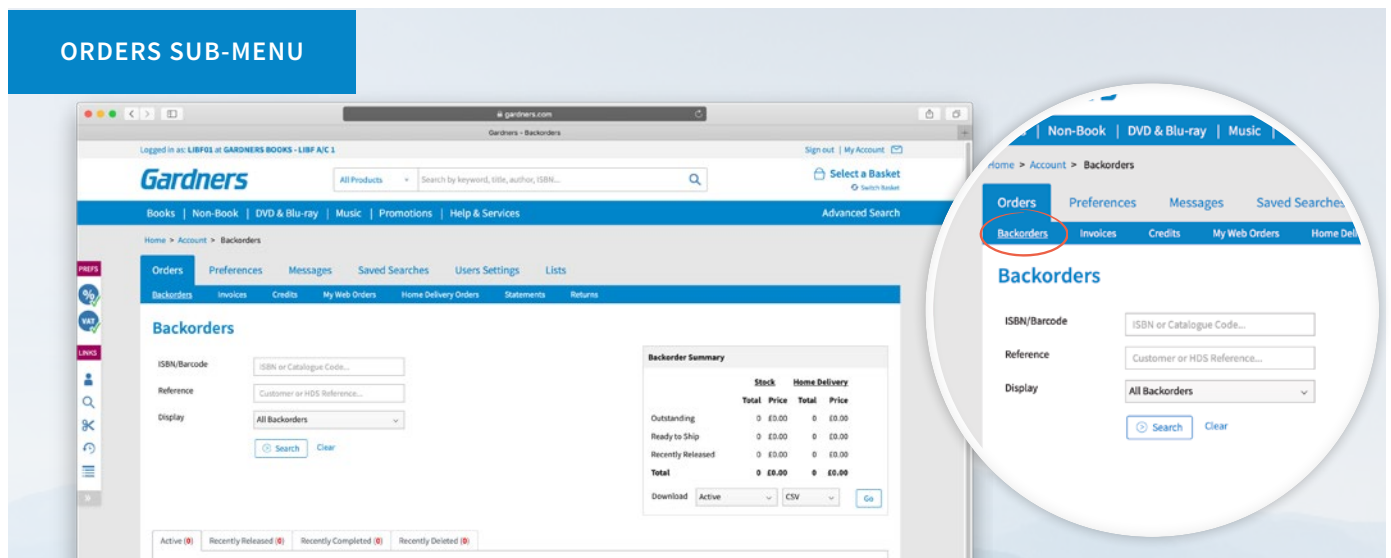 ORDERS SUB-MENU
gardners.com
Gardners - Backorders
Logged in as: LIBF01 at GARDNERS BOOKS - LIBF A/C 1
Sign out | My Account
Gardners
All Products
Search by keyword, title, author, ISBN...
Select a Basket
Switch Basket
Books | Non-Book | DVD & Blu-ray | Music | Promotions | Help & Services
Advanced Search
Home > Account > Backorders
PREFS
%
VAT
LINKS
Orders Preferences Messages Saved Searches Users Settings Lists
Backorders Invoices Credits My Web Orders Home Delivery Orders Statements Returns
Backorders
ISBN/Barcode ISBN or Catalogue Code...
Reference Customer or HDS Reference...
Display All Backorders
Search Clear
Backorder Summary
Stock Home Delivery
Total Price Total Price
Outstanding 0 £0.00 0 £0.00
Ready to Ship 0 £0.00 0 £0.00
Recently Released 0 £0.00 0 £0.00
Total 0 £0.00 0 £0.00
Download Active CSV Go
Active (0) Recently Released (0) Recently Completed (0) Recently Deleted (0)
| Non-Book | DVD & Blu-ray | Music |
Home > Account > Backorders
Orders Preferences Messages Saved Searches
Backorders Invoices Credits My Web Orders Home Deli
Backorders
ISBN/Barcode ISBN or Catalogue Code...
Reference Customer or HDS Reference...
Display All Backorders
Search Clear